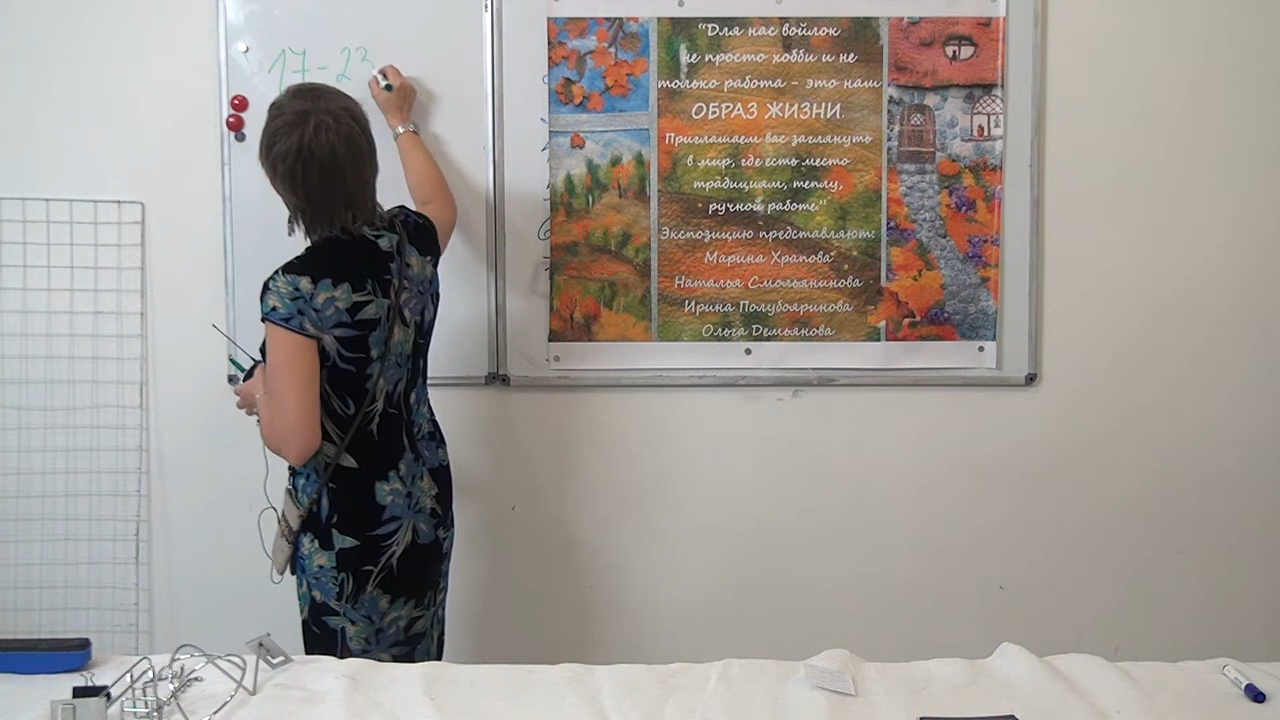 17-23
"Для нас войлок
не просто хобби и не
только работа - это наш
ОБРАЗ ЖИЗНИ.
Приглашаем вас заглянуть
в мир, где есть место
традициям, теплу,
ручной работе."
Экспозицию представляют:
Марина Храпова
Наталья Смольянинова
Ирина Полубояринова
Ольга Демьянова